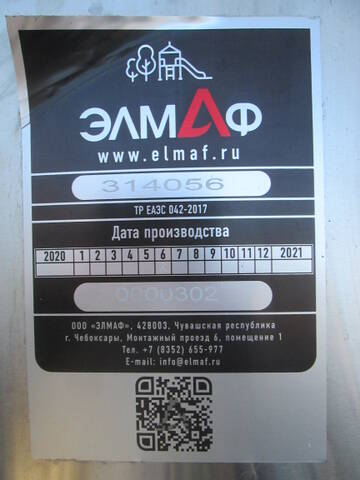 ЭЛМАФ
www.elmaf.ru
314056
ТР ЕАЭС 042-2017
Дата производства
2020 1 2 3 4 5 6 7 8 9 10 11 12 2021
0000302
ООО «ЭЛМАФ», 428003, Чувашская республика
г. Чебоксары, Монтажный проезд 6, помещение 1
Тел. +7 (8352) 655-977
E-mail: info@elmaf.ru